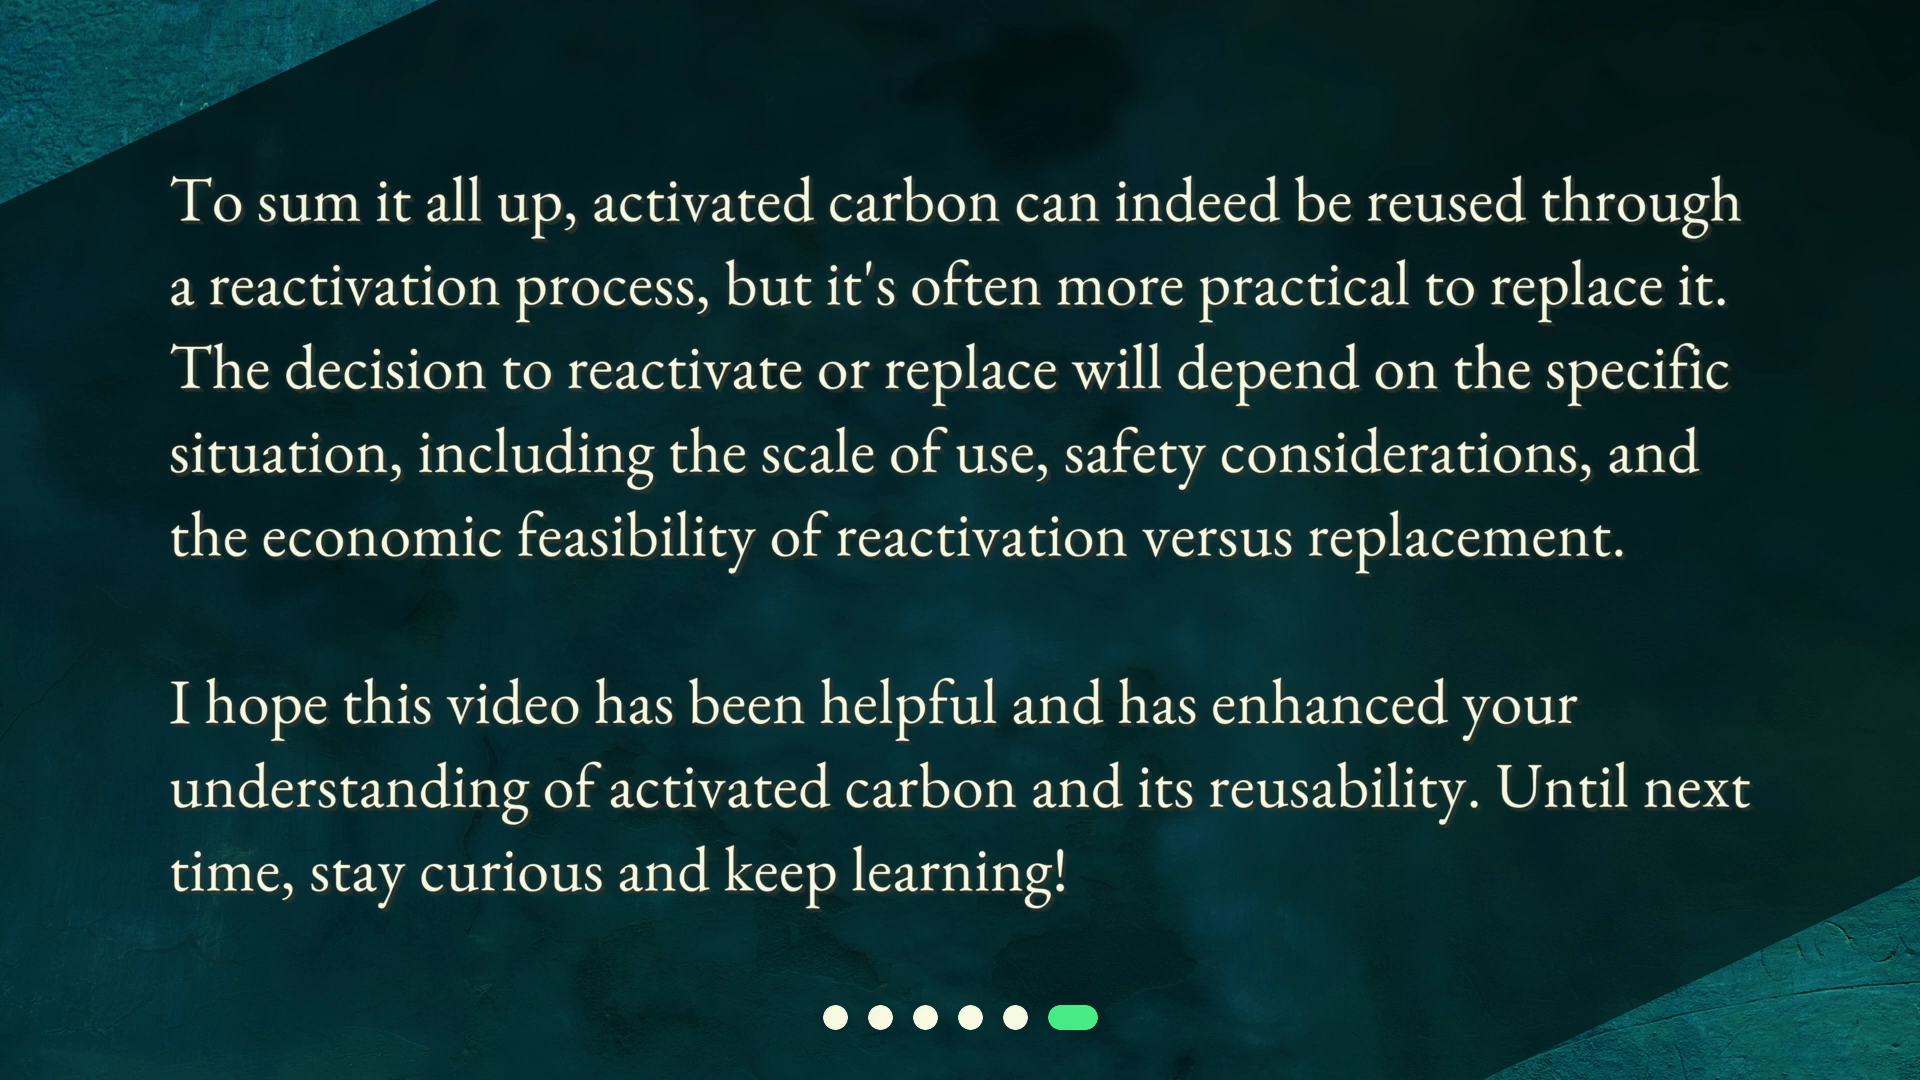 To sum it all up, activated carbon can indeed be reused through
a reactivation process, but it's often more practical to replace it.
The decision to reactivate or replace will depend on the specific
situation, including the scale of use, safety considerations, and
the economic feasibility of reactivation versus replacement.
I hope this video has been helpful and has enhanced your
understanding of activated carbon and its reusability. Until next
time, stay curious and keep learning!